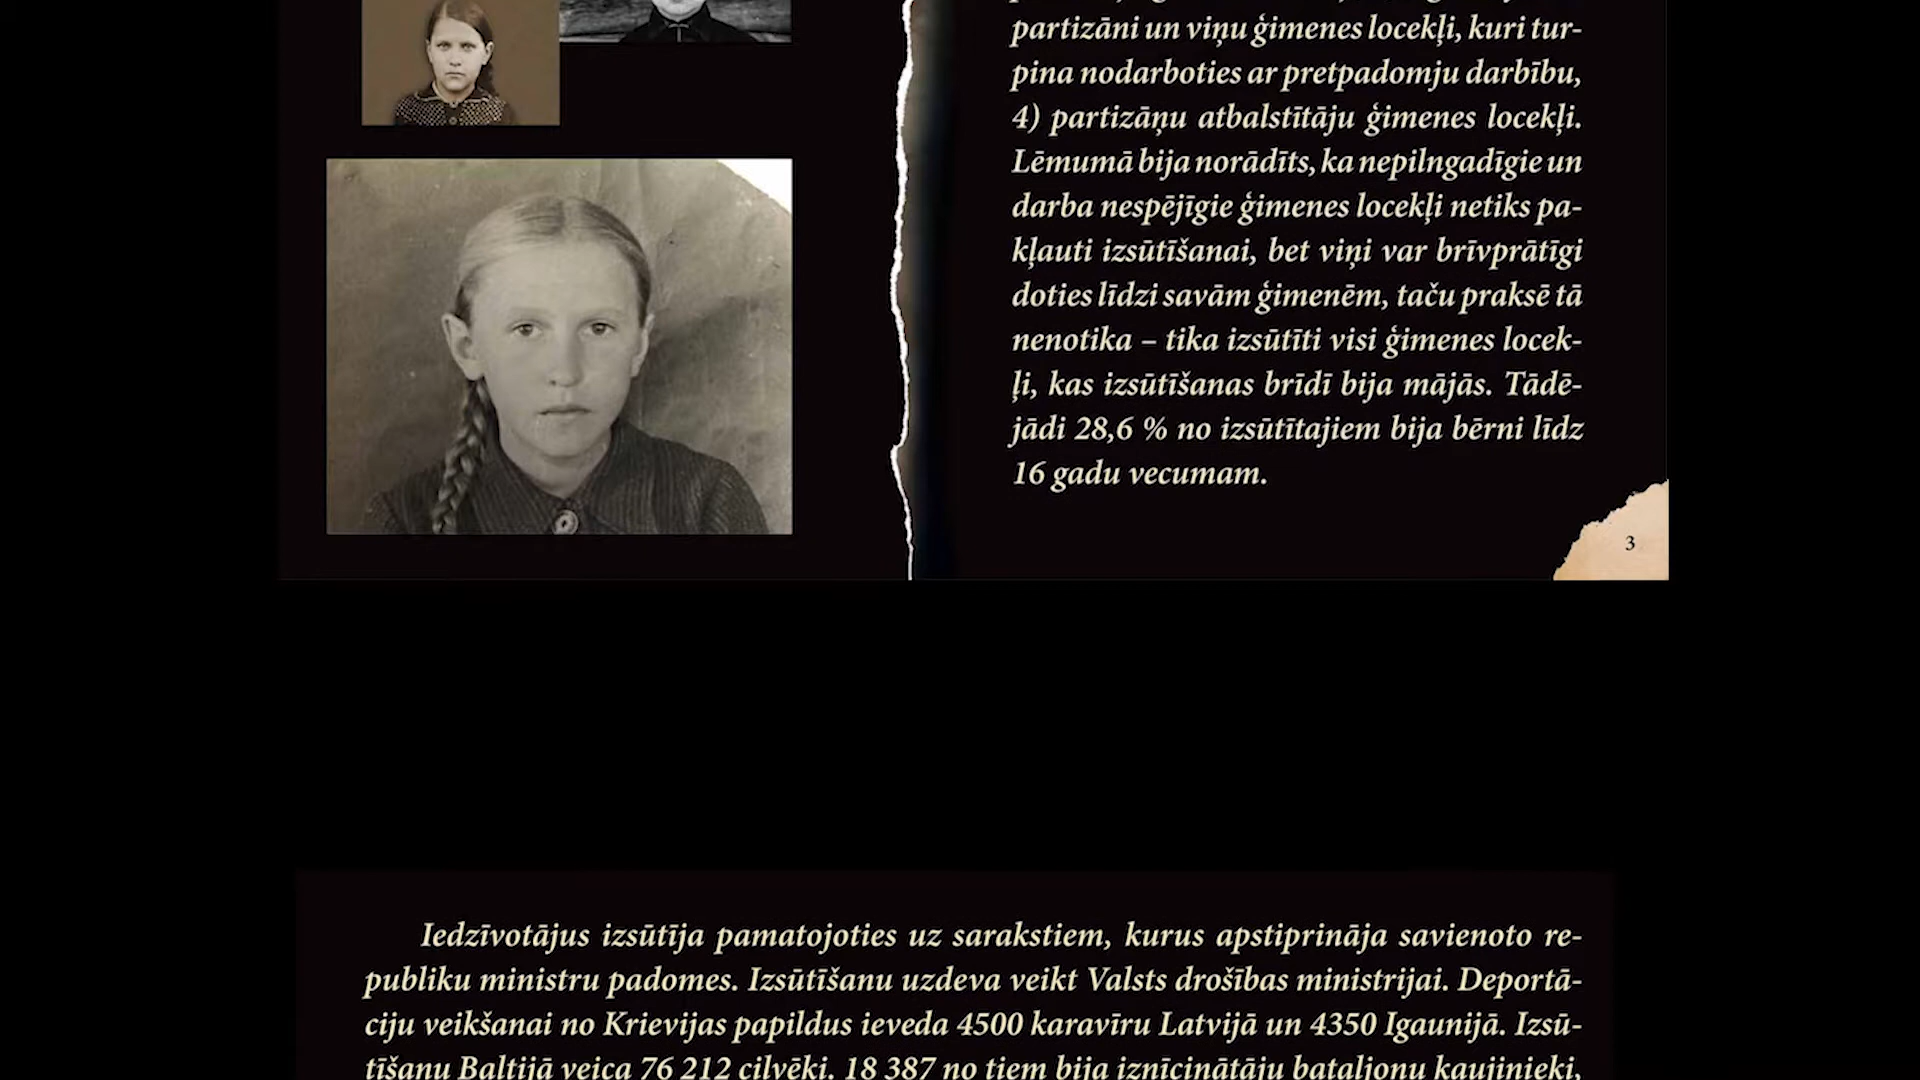 partizāni un viņu ģimenes locekļi, kuri tur-
pina nodarboties ar pretpadomju darbību,
4) partizāņu atbalstītāju ģimenes locekļi.
Lēmumā bija norādīts, ka nepilngadīgie un
darba nespējīgie ģimenes locekļi netiks pa-
kļauti izsūtīšanai, bet viņi var brīvprātīgi
doties līdzi savām ģimenēm, taču praksē tā
nenotika – tika izsūtīti visi ģimenes locek-
ļi, kas izsūtīšanas brīdī bija mājās. Tādē-
jādi 28,6 % no izsūtītajiem bija bērni līdz
16 gadu vecumam.
3
Iedzīvotājus izsūtīja pamatojoties uz sarakstiem, kurus apstiprināja savienoto re-
publiku ministru padomes. Izsūtīšanu uzdeva veikt Valsts drošības ministrijai. Deportā-
ciju veikšanai no Krievijas papildus ieveda 4500 karavīru Latvijā un 4350 Igaunijā. Izsū-
tīšanu Baltijā veica 76 212 cilvēki. 18 387 no tiem bija iznīcinātāju bataljonu kaujinieki,